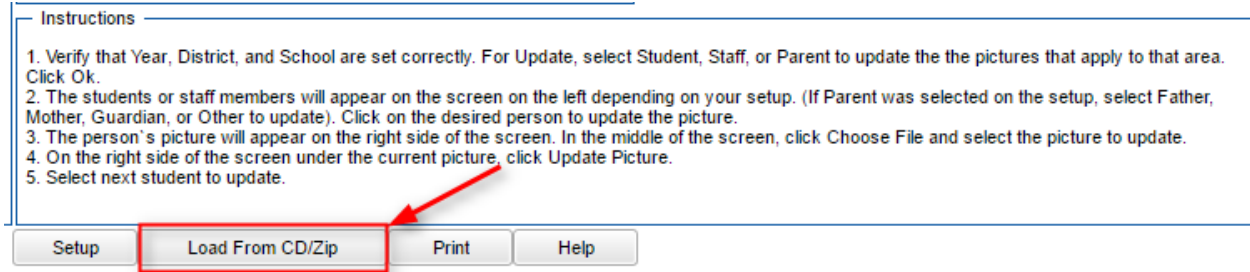 Instructions
1. Verify that Year, District, and School are set correctly. For Update, select Student, Staff, or Parent to update the the pictures that apply to that area.
Click Ok.
2. The students or staff members will appear on the screen on the left depending on your setup. (If Parent was selected on the setup, select Father,
Mother, Guardian, or Other to update). Click on the desired person to update the picture.
3. The person`s picture will appear on the right side of the screen. In the middle of the screen, click Choose File and select the picture to update.
4. On the right side of the screen under the current picture, click Update Picture.
5. Select next student to update.
Setup Load From CD/Zip Print Help